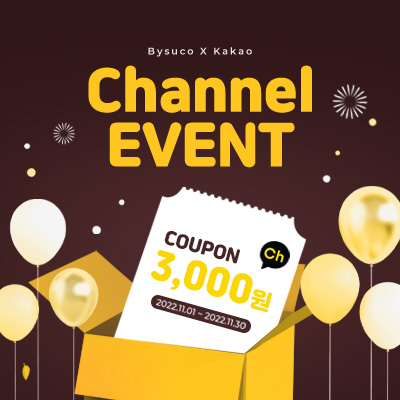 Bysuco X Kakao
Channel
EVENT
COUPON
Ch
3,000원
2022.11.01 ~ 2022.11.30